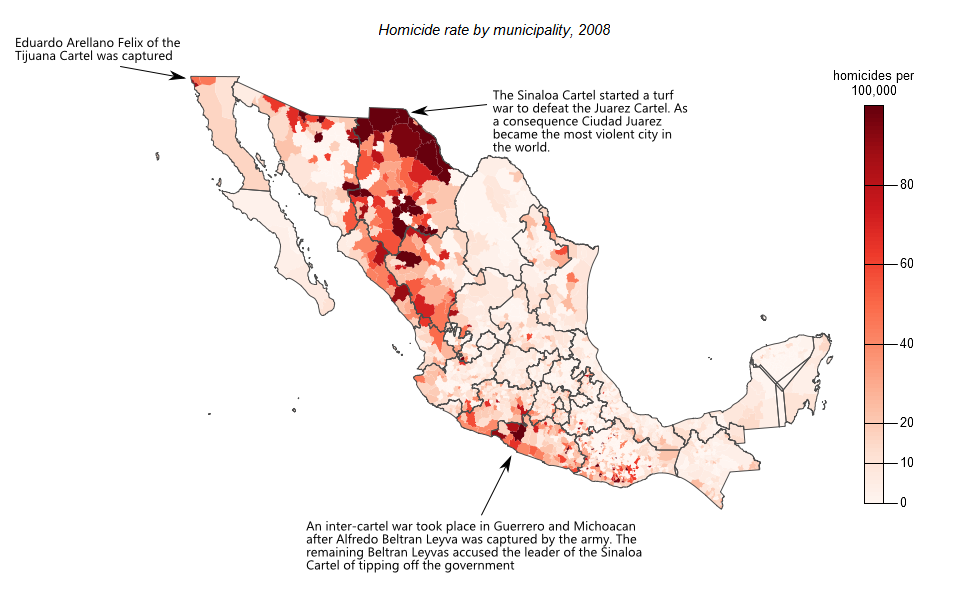 Homicide rate by municipality, 2008
Eduardo Arellano Felix of the
Tijuana Cartel was captured
The Sinaloa Cartel started a turf
war to defeat the Juarez Cartel. As
a consequence Ciudad Juarez
became the most violent city in
the world.
homicides per
100,000
80
60
40
20
10
0
An inter-cartel war took place in Guerrero and Michoacan
after Alfredo Beltran Leyva was captured by the army. The
remaining Beltran Leyvas accused the leader of the Sinaloa
Cartel of tipping off the government